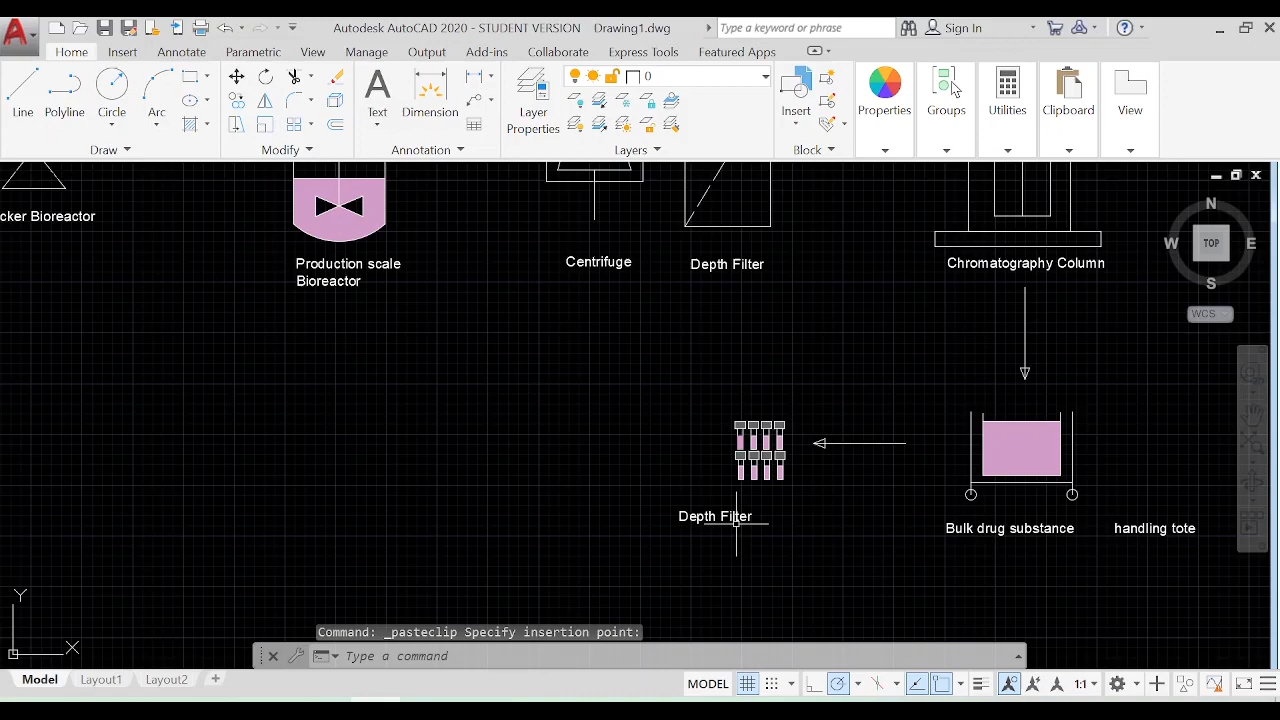 Autodesk AutoCAD 2020 - STUDENT VERSION Drawing1.dwg
Type a keyword or phrase
Sign In
Home Insert Annotate Parametric View Manage Output Add-ins Collaborate Express Tools Featured Apps
0
Line Polyline Circle Arc
Text Dimension
Layer
Properties
Insert
Properties Groups Utilities Clipboard View
Draw Modify Annotation Layers Block
cker Bioreactor
Production scale
Bioreactor
Centrifuge
Depth Filter
Chromatography Column
N
W TOP E
S
WCS
Depth Filter
Bulk drug substance handling tote
Y
X
Command: _pasteclip Specify insertion point:
Type a command
Model Layout1 Layout2 +
MODEL 1:1